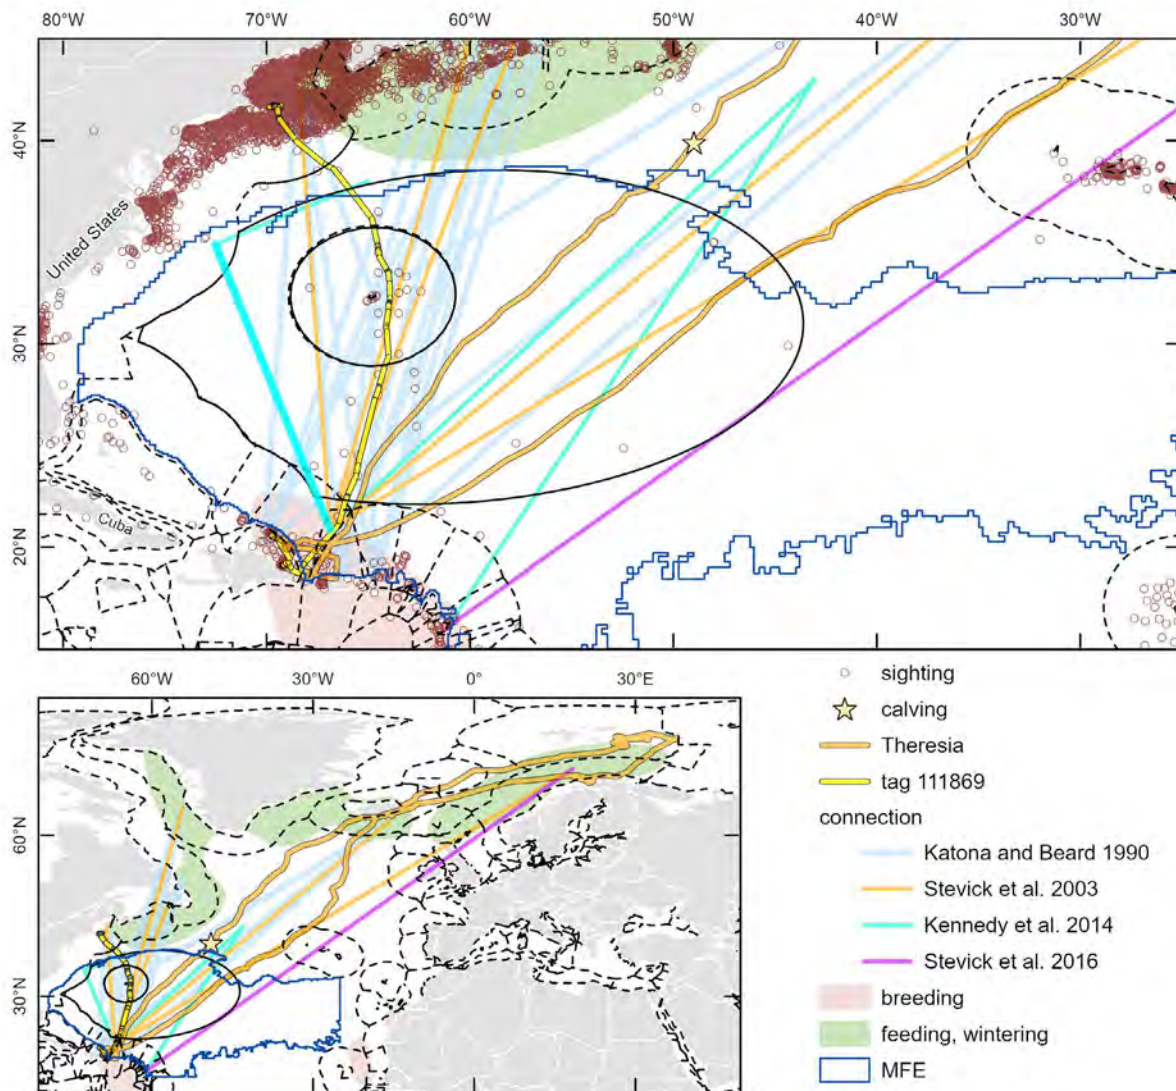 80°W 70°W 60°W 50°W 40°W 30°W
40°N
United States
30°N
Cuba
20°N
60°W 30°W 0° 30°E
60°N
30°N
sighting
calving
Theresia
tag 111869
connection
Katona and Beard 1990
Stevick et al. 2003
Kennedy et al. 2014
Stevick et al. 2016
breeding
feeding, wintering
MFE